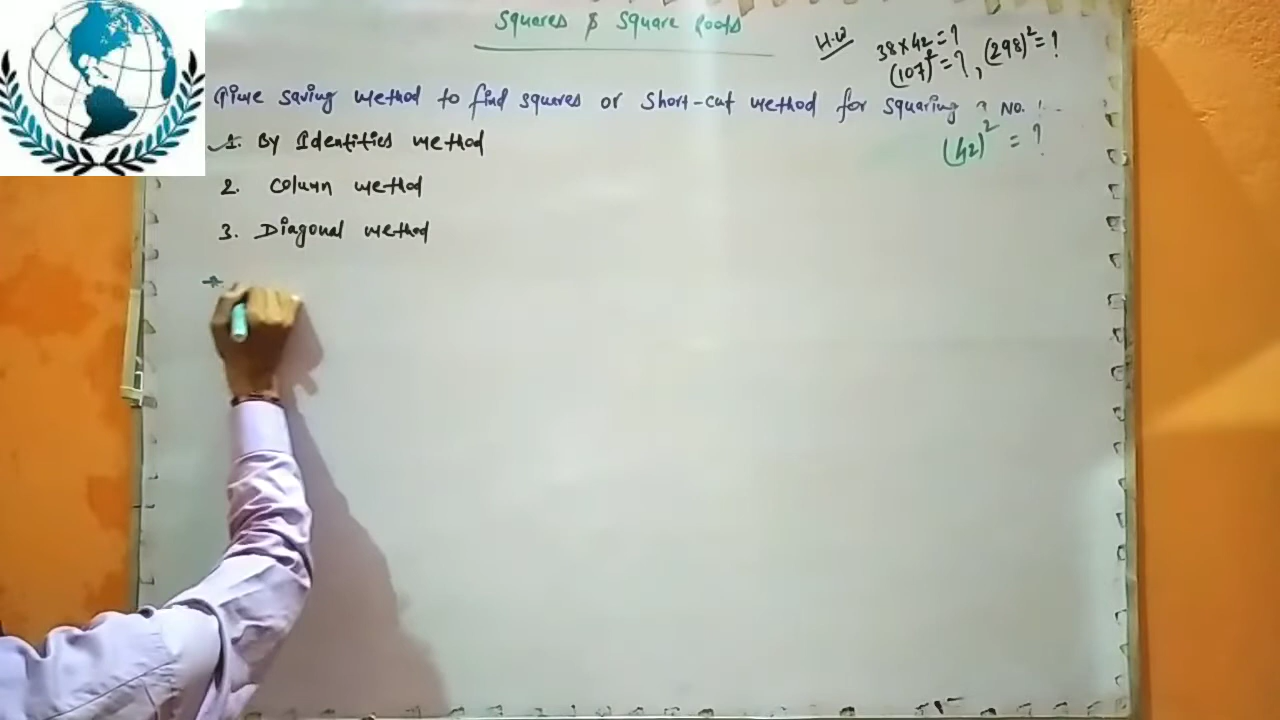 Squares & Square Roots
H.W 38×42=?
(107)²=?, (298)²=?
Time saving method to find squares or Short-cut method for squaring a No. :-
1. By Identities method
(42)² = ?
2. Column method
3. Diagonal method